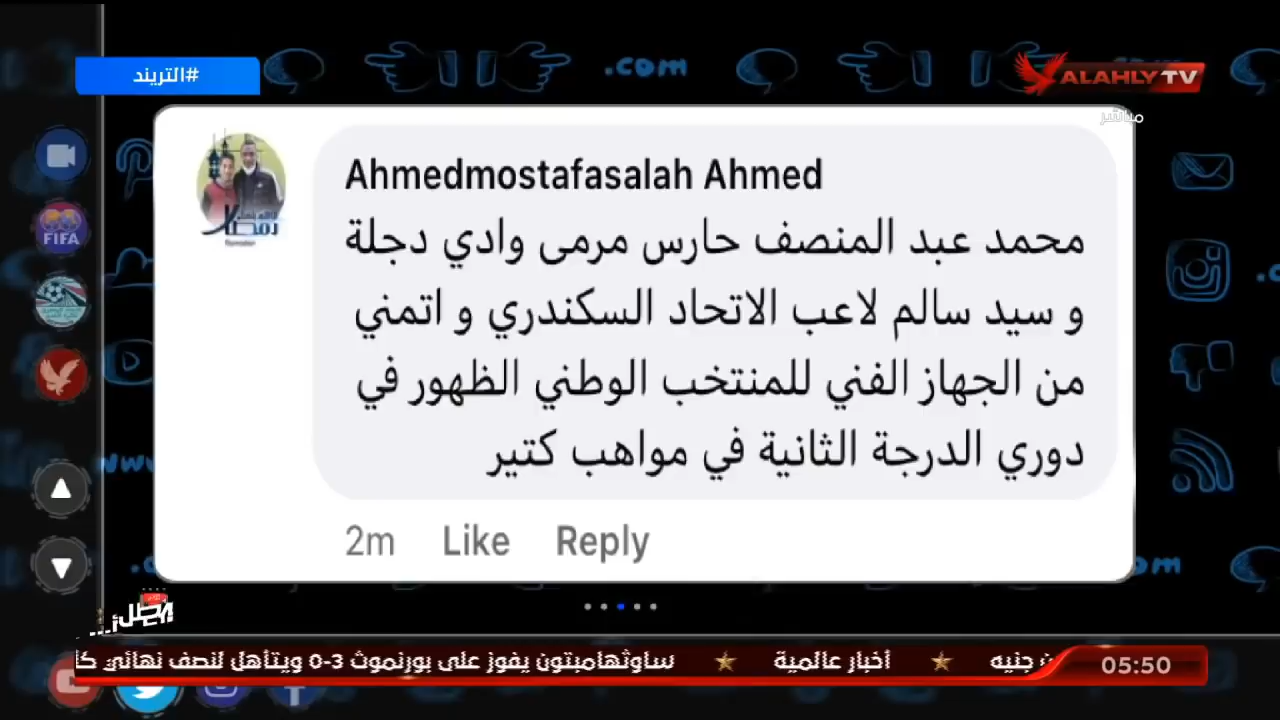 #التريند
.com
ALAHLY TV
مباشر
FIFA
Ahmedmostafasalah Ahmed
محمد عبد المنصف حارس مرمى وادي دجلة
و سيد سالم لاعب الاتحاد السكندري و اتمني
من الجهاز الفني للمنتخب الوطني الظهور في
دوري الدرجة الثانية في مواهب كتير
2m Like Reply
جنيه ★ أخبار عالمية ★ ساوثهامبتون يفوز على بورنموث 3-0 ويتأهل لنصف نهائي
05:50